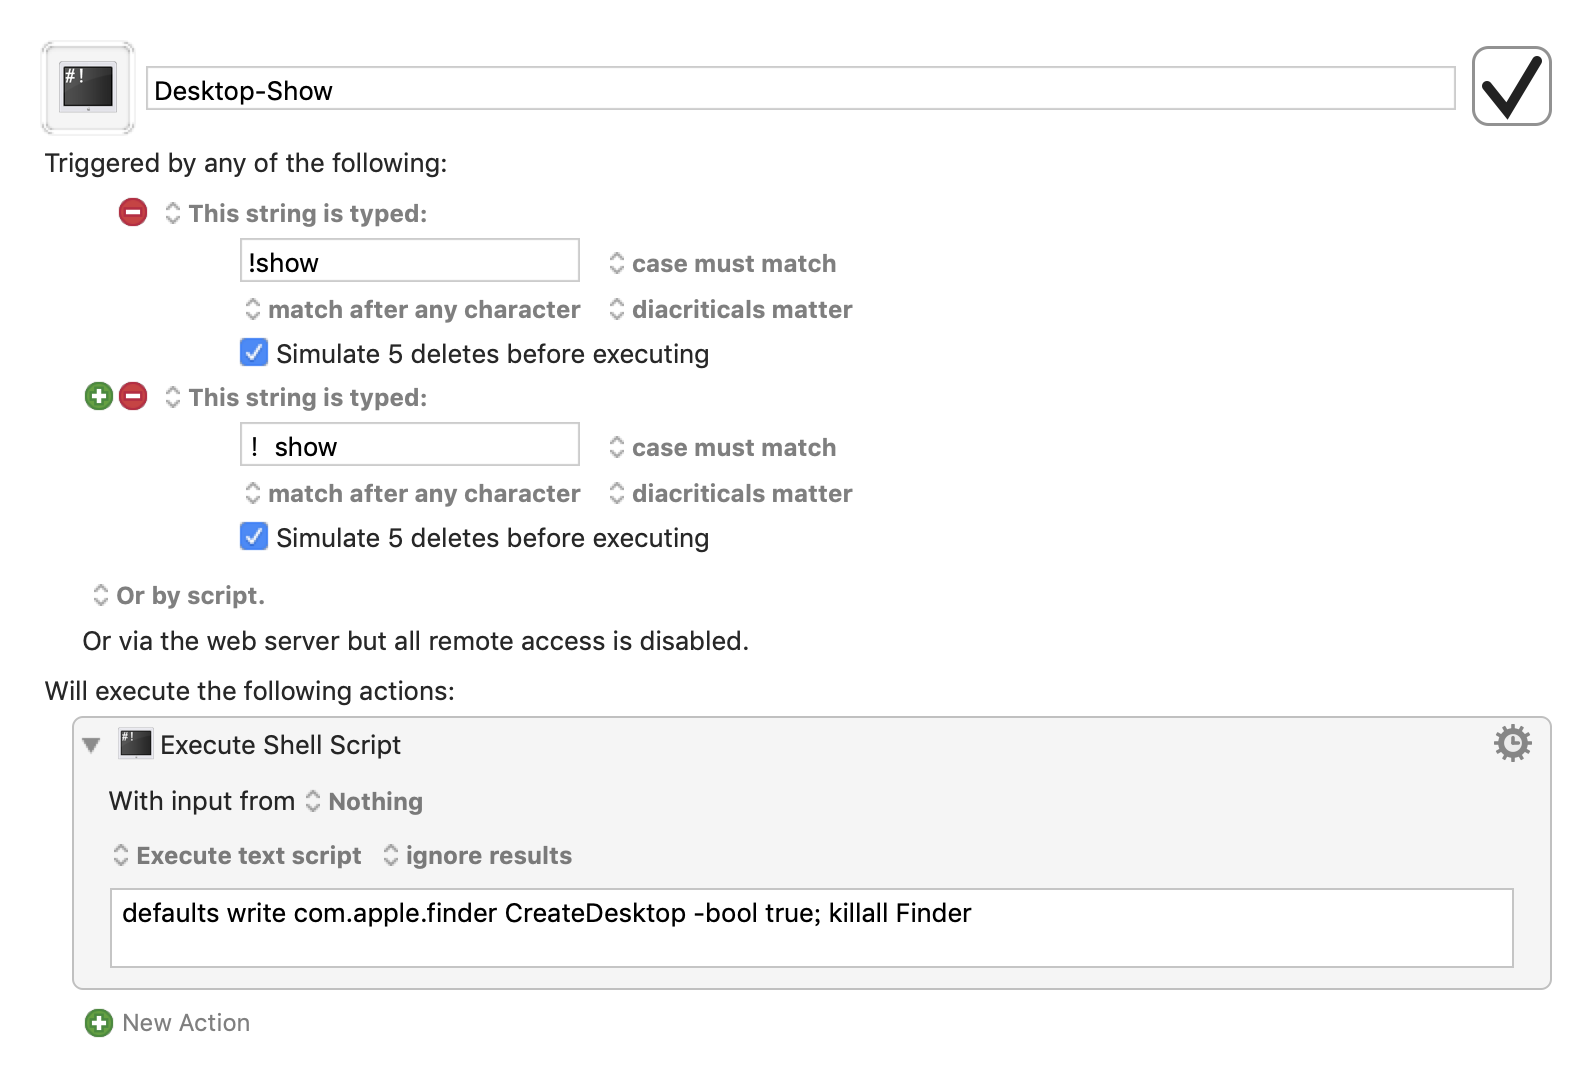 #!
Desktop-Show
Triggered by any of the following:
This string is typed:
!show
case must match
match after any character
diacriticals matter
Simulate 5 deletes before executing
This string is typed:
!  show
case must match
match after any character
diacriticals matter
Simulate 5 deletes before executing
Or by script.
Or via the web server but all remote access is disabled.
Will execute the following actions:
#!
Execute Shell Script
With input from Nothing
Execute text script
ignore results
defaults write com.apple.finder CreateDesktop -bool true; killall Finder
New Action